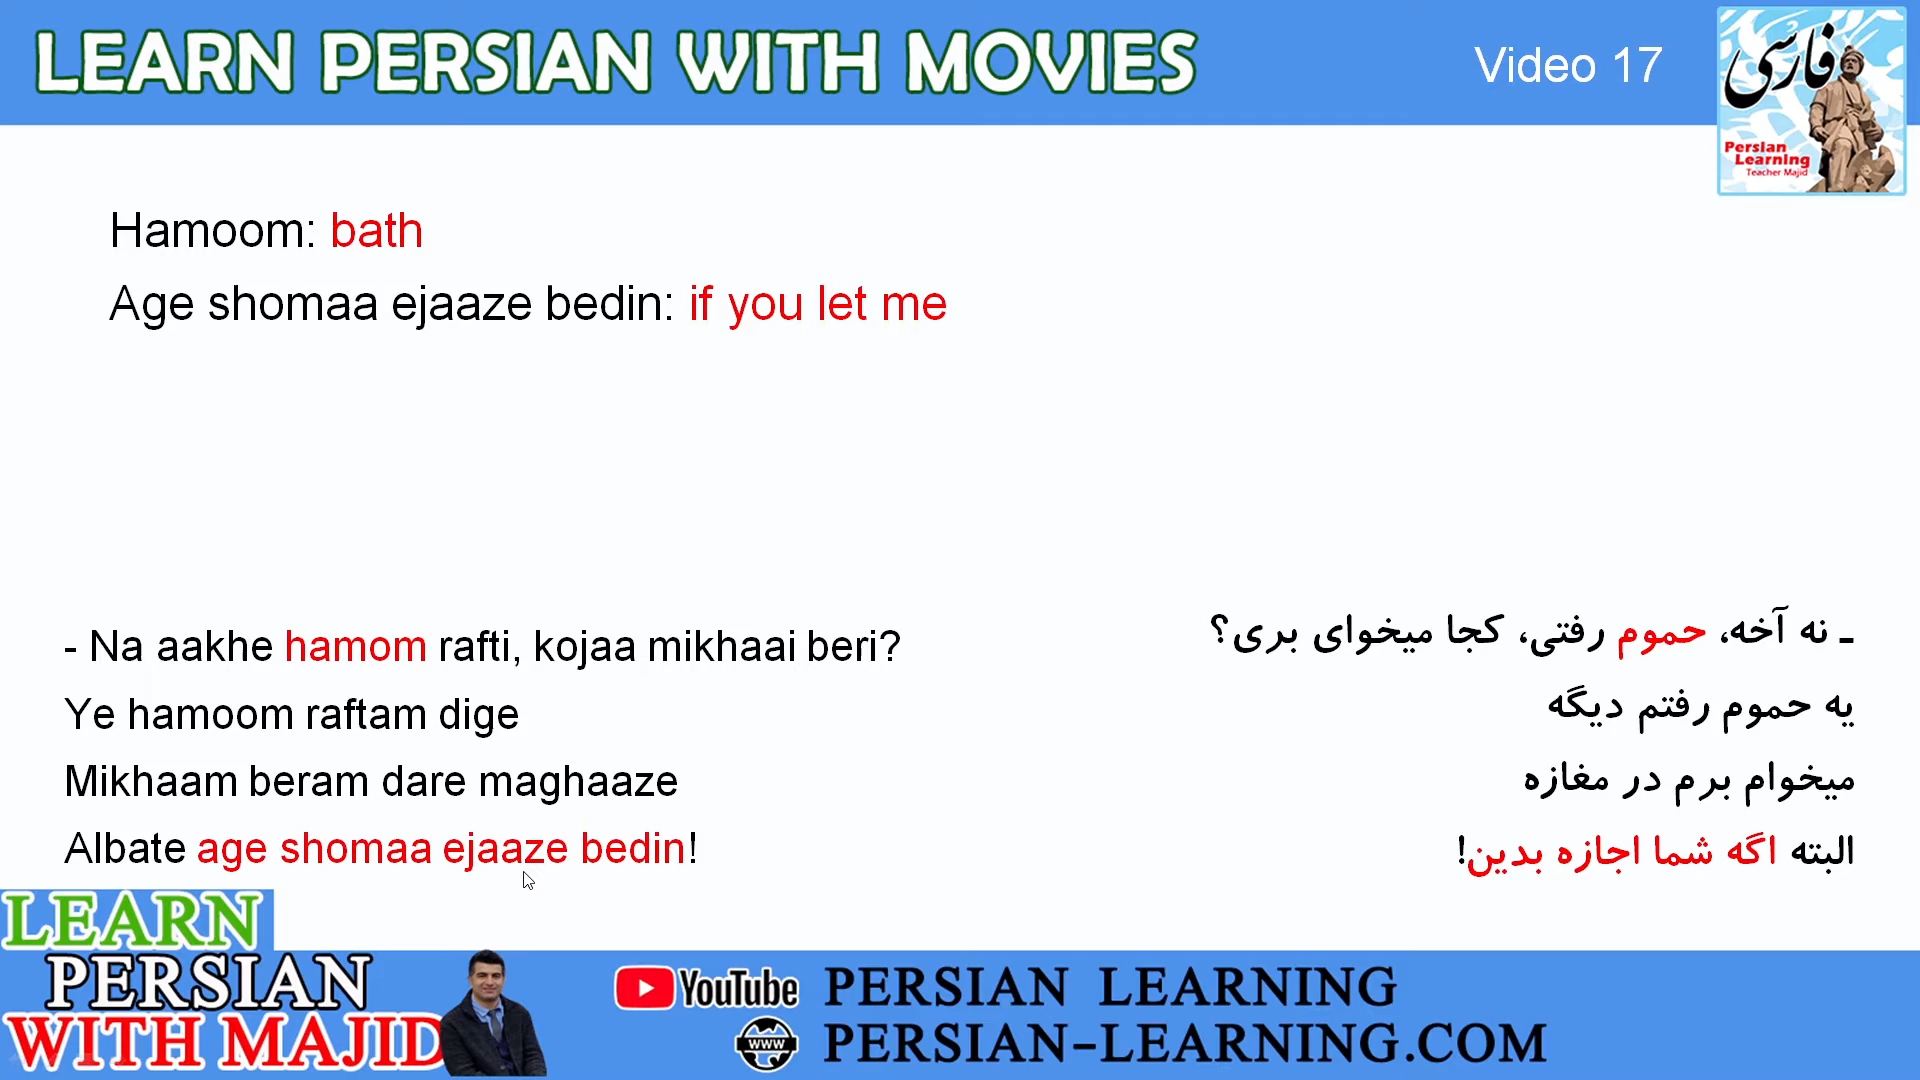 LEARN PERSIAN WITH MOVIES
Video 17
فارسی
Persian
Learning
Teacher Majid
Hamoom: bath
Age shomaa ejaaze bedin: if you let me
- Na aakhe hamom rafti, kojaa mikhaai beri?
Ye hamoom raftam dige
Mikhaam beram dare maghaaze
Albate age shomaa ejaaze bedin!
ـ نه آخه، حموم رفتی، کجا میخوای بری؟
یه حموم رفتم دیگه
میخوام برم در مغازه
البته اگه شما اجازه بدین!
LEARN
PERSIAN
WITH MAJID
YouTube PERSIAN LEARNING
www PERSIAN-LEARNING.COM